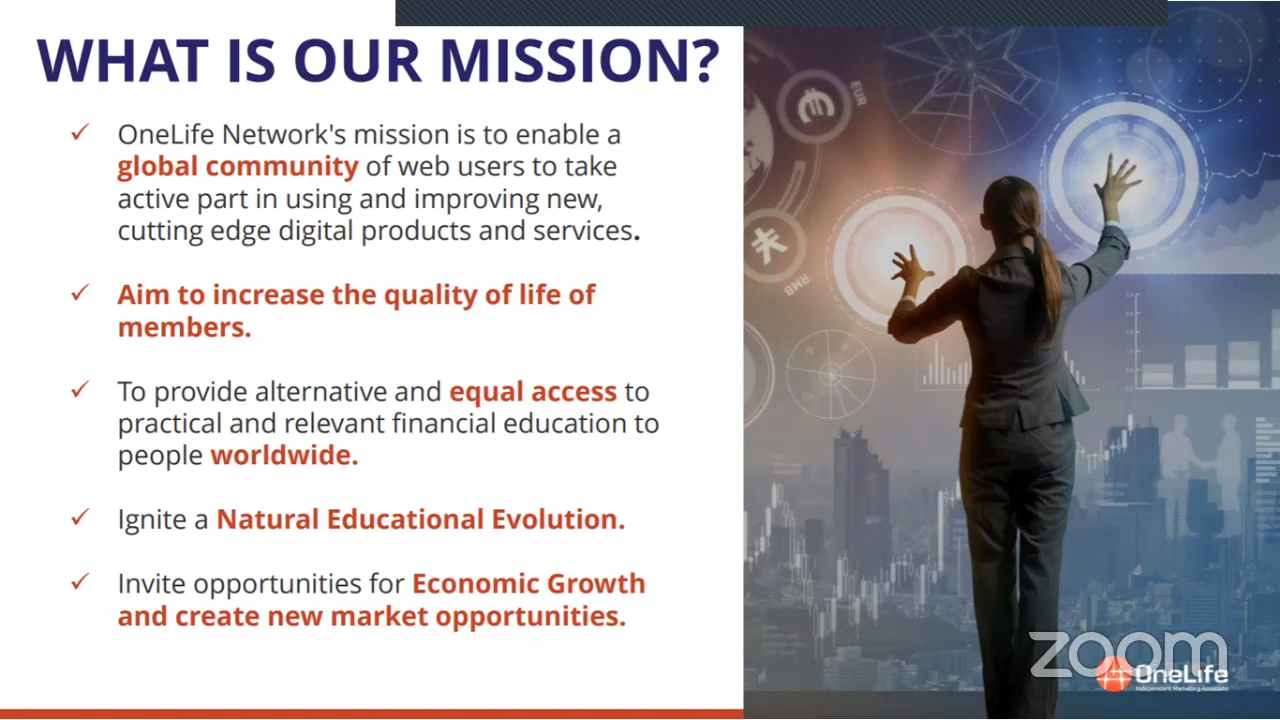 WHAT IS OUR MISSION?
✓ OneLife Network's mission is to enable a
global community of web users to take
active part in using and improving new,
cutting edge digital products and services.
✓ Aim to increase the quality of life of
members.
✓ To provide alternative and equal access to
practical and relevant financial education to
people worldwide.
✓ Ignite a Natural Educational Evolution.
✓ Invite opportunities for Economic Growth
and create new market opportunities.
€
EUR
RMB
zoom
OneLife
Independent Marketing Associate